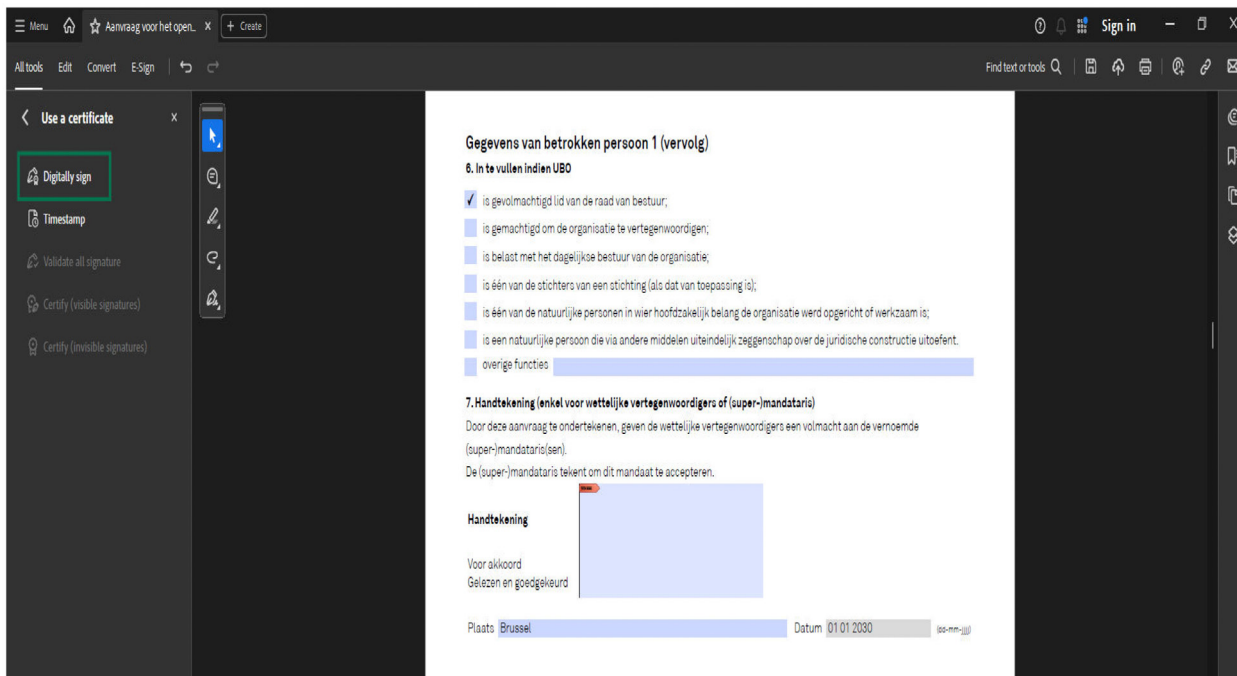 Menu
Aanvraag voor het open...
+ Create
Sign in
All tools Edit Convert E-Sign
Find text or tools
Use a certificate
Digitally sign
Timestamp
Validate all signature
Certify (visible signatures)
Certify (invisible signatures)
Gegevens van betrokken persoon 1 (vervolg)
6. In te vullen indien UBO
is gevolmachtigd lid van de raad van bestuur;
is gemachtigd om de organisatie te vertegenwoordigen;
is belast met het dagelijkse bestuur van de organisatie;
is één van de stichters van een stichting (als dat van toepassing is);
is één van de natuurlijke personen in wier hoofdzakelijk belang de organisatie werd opgericht of werkzaam is;
is een natuurlijke persoon die via andere middelen uiteindelijk zeggenschap over de juridische constructie uitoefent.
overige functies
7. Handtekening (enkel voor wettelijke vertegenwoordigers of (super-)mandataris)
Door deze aanvraag te ondertekenen, geven de wettelijke vertegenwoordigers een volmacht aan de vernoemde
(super-)mandataris(sen).
De (super-)mandataris tekent om dit mandaat te accepteren.
Handtekening
Voor akkoord
Gelezen en goedgekeurd
Plaats Brussel Datum 01 01 2030 (DD-MM-JJJJ)